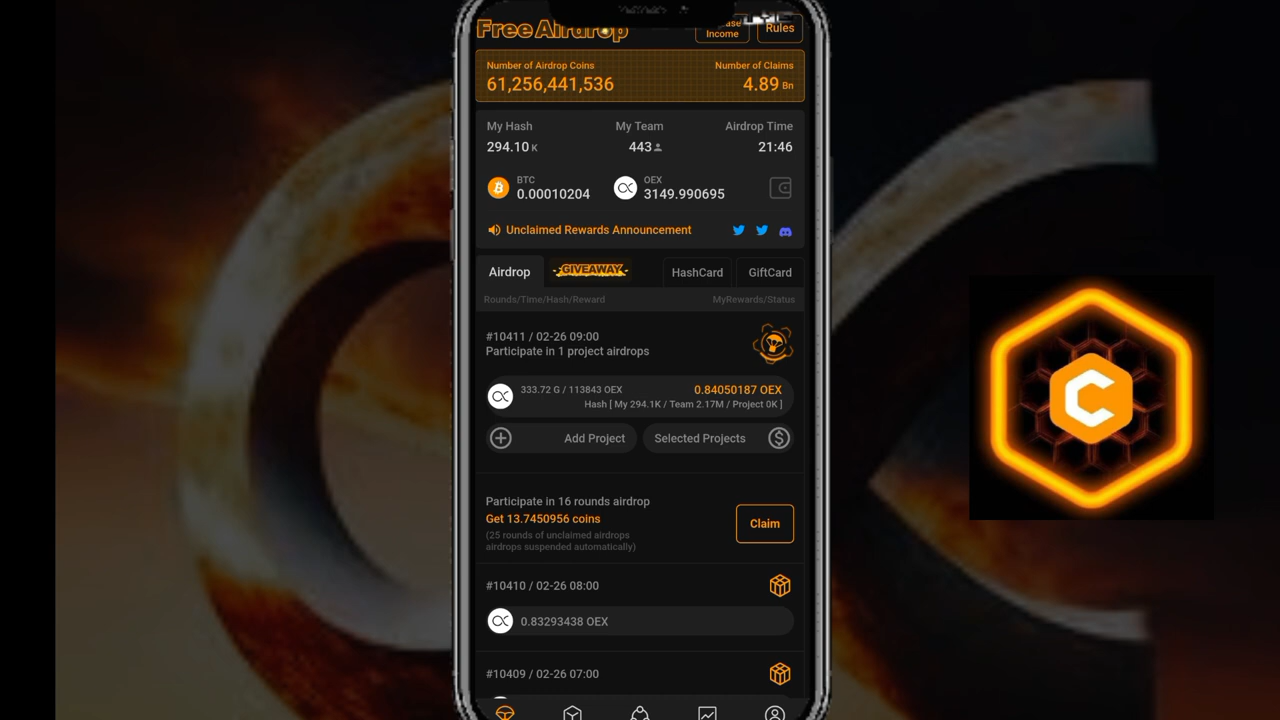 Free Airdrop
Income
Rules
Number of Airdrop Coins
Number of Claims
61,256,441,536
4.89 Bn
My Hash
My Team
Airdrop Time
294.10 K
443
21:46
BTC
0.00010204
OEX
3149.990695
Unclaimed Rewards Announcement
Airdrop
GIVEAWAY
HashCard
GiftCard
Rounds/Time/Hash/Reward
MyRewards/Status
#10411 / 02-26 09:00
Participate in 1 project airdrops
333.72 G / 113843 OEX
0.84050187 OEX
Hash [ My 294.1K / Team 2.17M / Project 0K ]
Add Project
Selected Projects
Participate in 16 rounds airdrop
Get 13.7450956 coins
Claim
(25 rounds of unclaimed airdrops
airdrops suspended automatically)
#10410 / 02-26 08:00
0.83293438 OEX
#10409 / 02-26 07:00